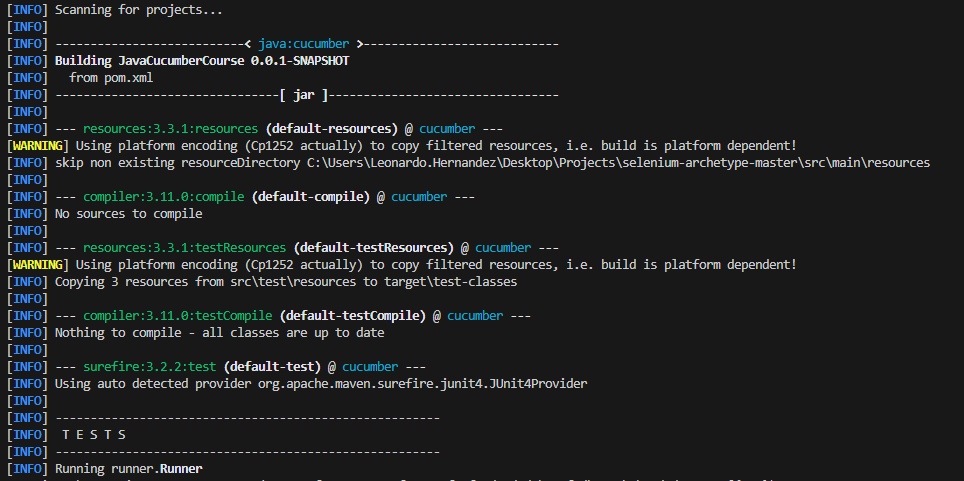 [INFO] Scanning for projects...
[INFO]
[INFO] ---------------------------< java:cucumber >----------------------------
[INFO] Building JavaCucumberCourse 0.0.1-SNAPSHOT
[INFO]   from pom.xml
[INFO] --------------------------------[ jar ]---------------------------------
[INFO]
[INFO] --- resources:3.3.1:resources (default-resources) @ cucumber ---
[WARNING] Using platform encoding (Cp1252 actually) to copy filtered resources, i.e. build is platform dependent!
[INFO] skip non existing resourceDirectory C:\Users\Leonardo.Hernandez\Desktop\Projects\selenium-archetype-master\src\main\resources
[INFO]
[INFO] --- compiler:3.11.0:compile (default-compile) @ cucumber ---
[INFO] No sources to compile
[INFO]
[INFO] --- resources:3.3.1:testResources (default-testResources) @ cucumber ---
[WARNING] Using platform encoding (Cp1252 actually) to copy filtered resources, i.e. build is platform dependent!
[INFO] Copying 3 resources from src\test\resources to target\test-classes
[INFO]
[INFO] --- compiler:3.11.0:testCompile (default-testCompile) @ cucumber ---
[INFO] Nothing to compile - all classes are up to date
[INFO]
[INFO] --- surefire:3.2.2:test (default-test) @ cucumber ---
[INFO] Using auto detected provider org.apache.maven.surefire.junit4.JUnit4Provider
[INFO]
[INFO] -------------------------------------------------------
[INFO]  T E S T S
[INFO] -------------------------------------------------------
[INFO] Running runner.Runner